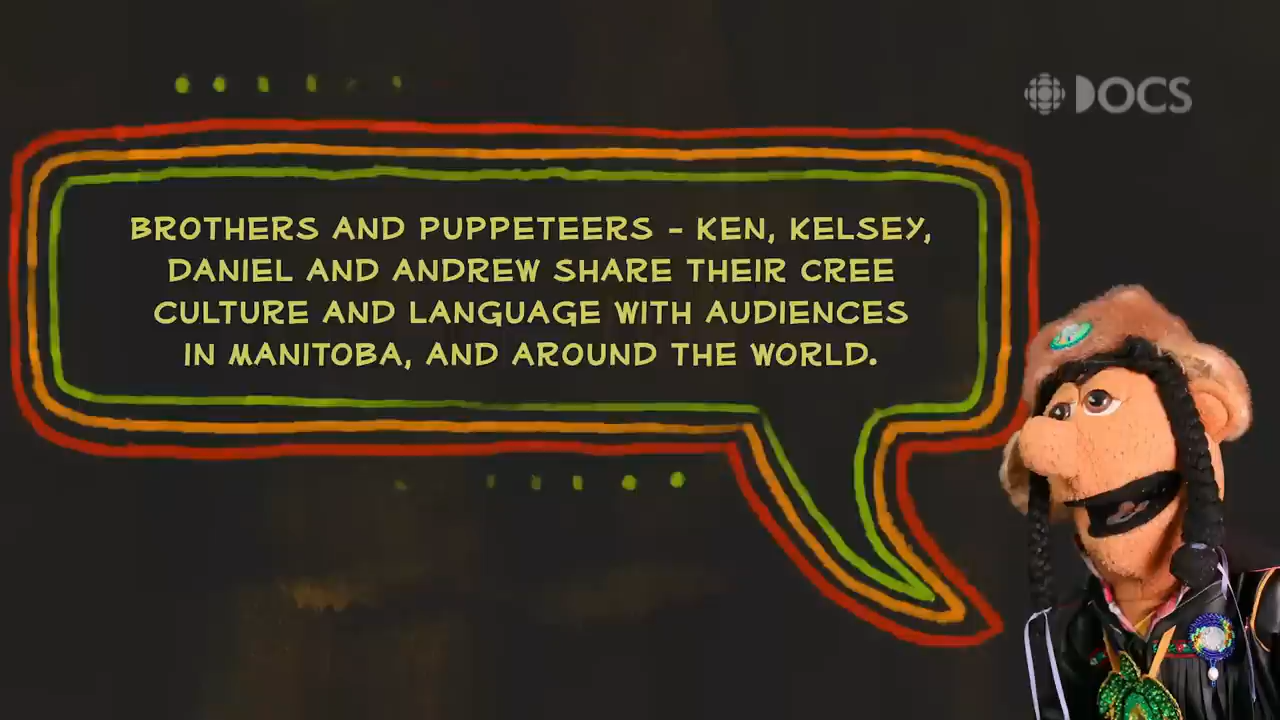 DOCS
BROTHERS AND PUPPETEERS - KEN, KELSEY,
DANIEL AND ANDREW SHARE THEIR CREE
CULTURE AND LANGUAGE WITH AUDIENCES
IN MANITOBA, AND AROUND THE WORLD.